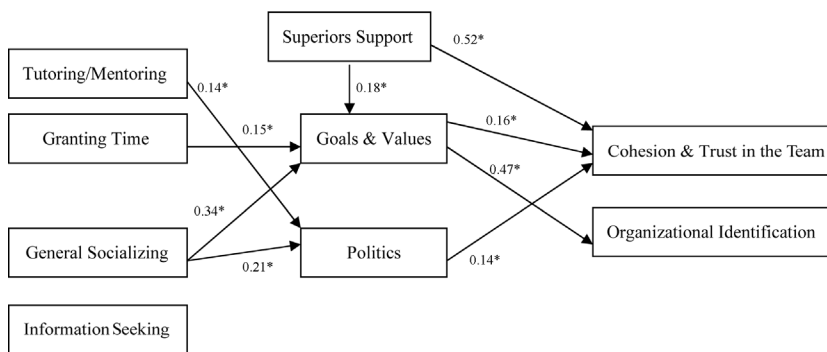 Superiors Support
0.52*
Tutoring/Mentoring
0.14*
0.18*
Granting Time
0.15*
Goals & Values
0.16*
Cohesion & Trust in the Team
0.47*
0.34*
General Socializing
0.21*
Politics
0.14*
Organizational Identification
Information Seeking